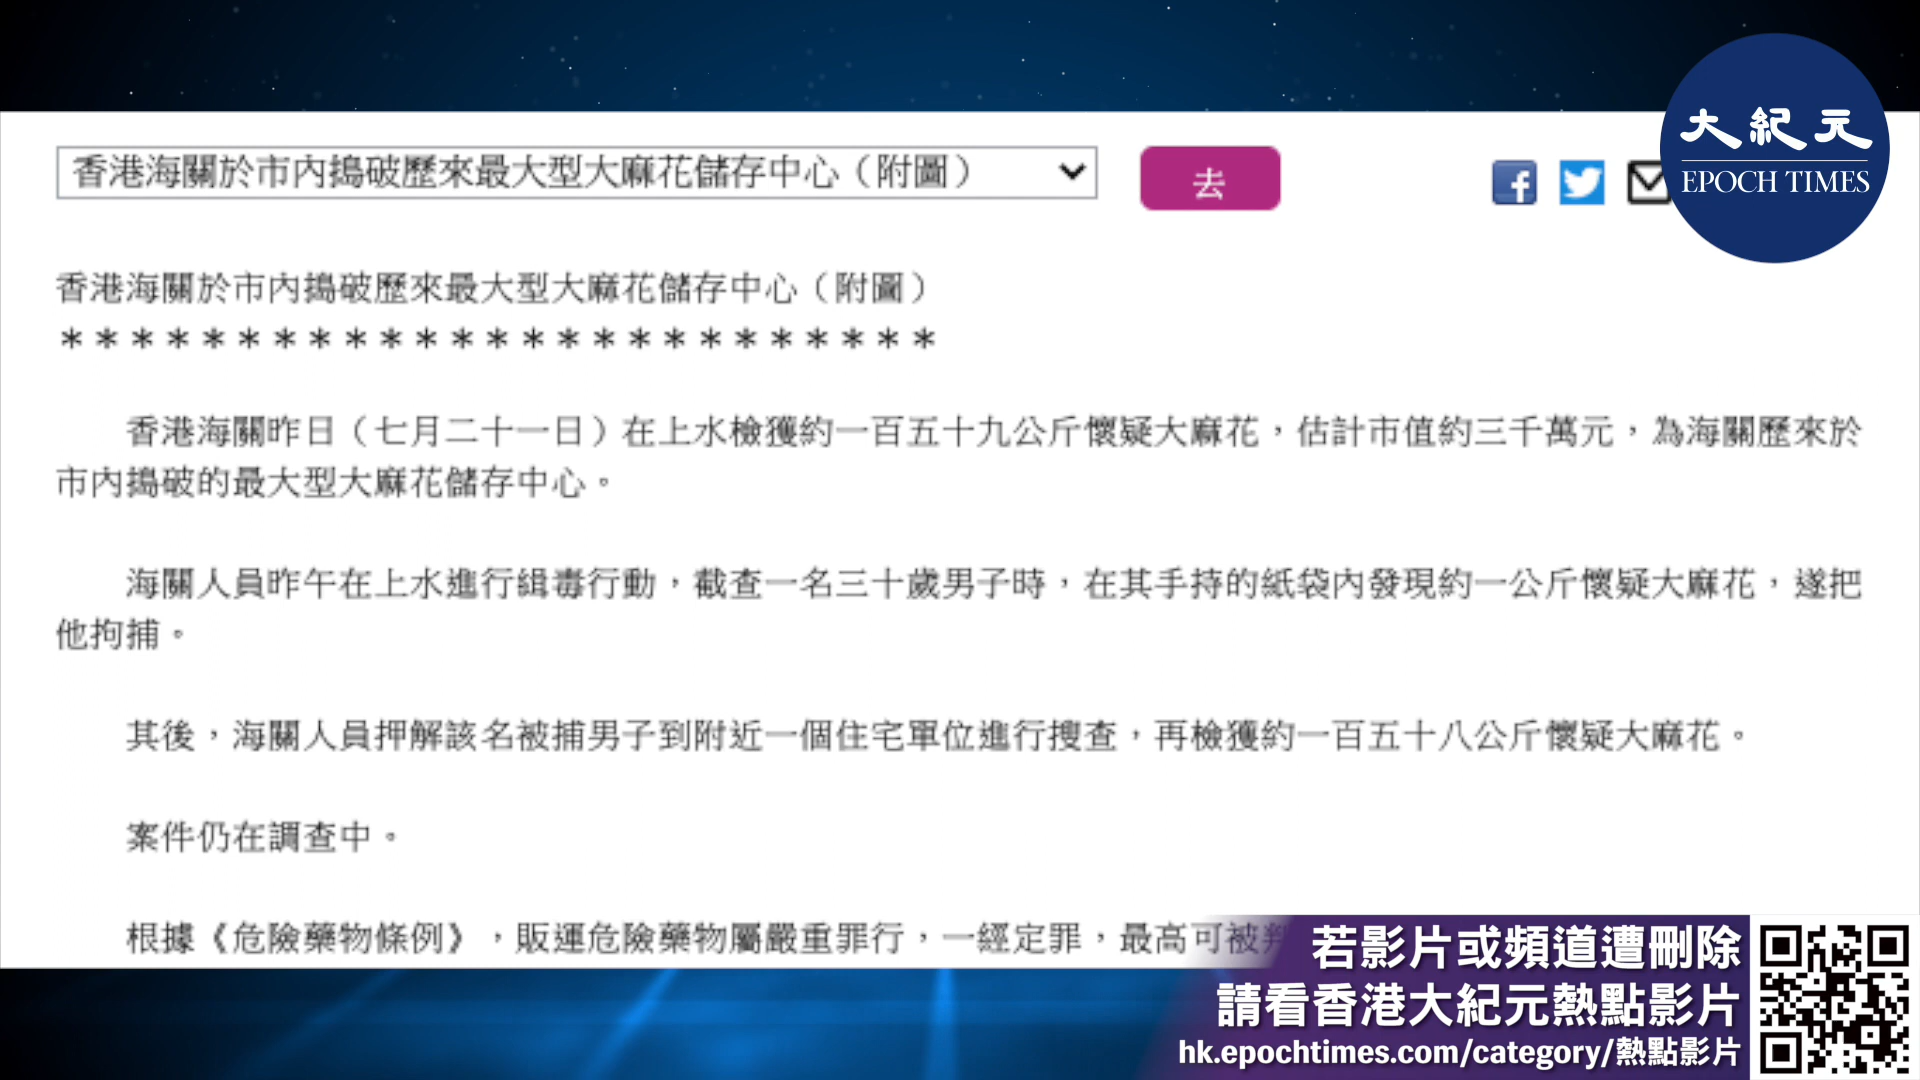 大紀元
EPOCH TIMES
香港海關於市內搗破歷來最大型大麻花儲存中心（附圖）
去
香港海關於市內搗破歷來最大型大麻花儲存中心（附圖）
＊＊＊＊＊＊＊＊＊＊＊＊＊＊＊＊＊＊＊＊＊＊＊＊＊
香港海關昨日（七月二十一日）在上水檢獲約一百五十九公斤懷疑大麻花，估計市值約三千萬元，為海關歷來於
市內搗破的最大型大麻花儲存中心。
海關人員昨午在上水進行緝毒行動，截查一名三十歲男子時，在其手持的紙袋內發現約一公斤懷疑大麻花，遂把
他拘捕。
其後，海關人員押解該名被捕男子到附近一個住宅單位進行搜查，再檢獲約一百五十八公斤懷疑大麻花。
案件仍在調查中。
根據《危險藥物條例》，販運危險藥物屬嚴重罪行，一經定罪，最高可被判
若影片或頻道遭刪除
請看香港大紀元熱點影片
hk.epochtimes.com/category/熱點影片